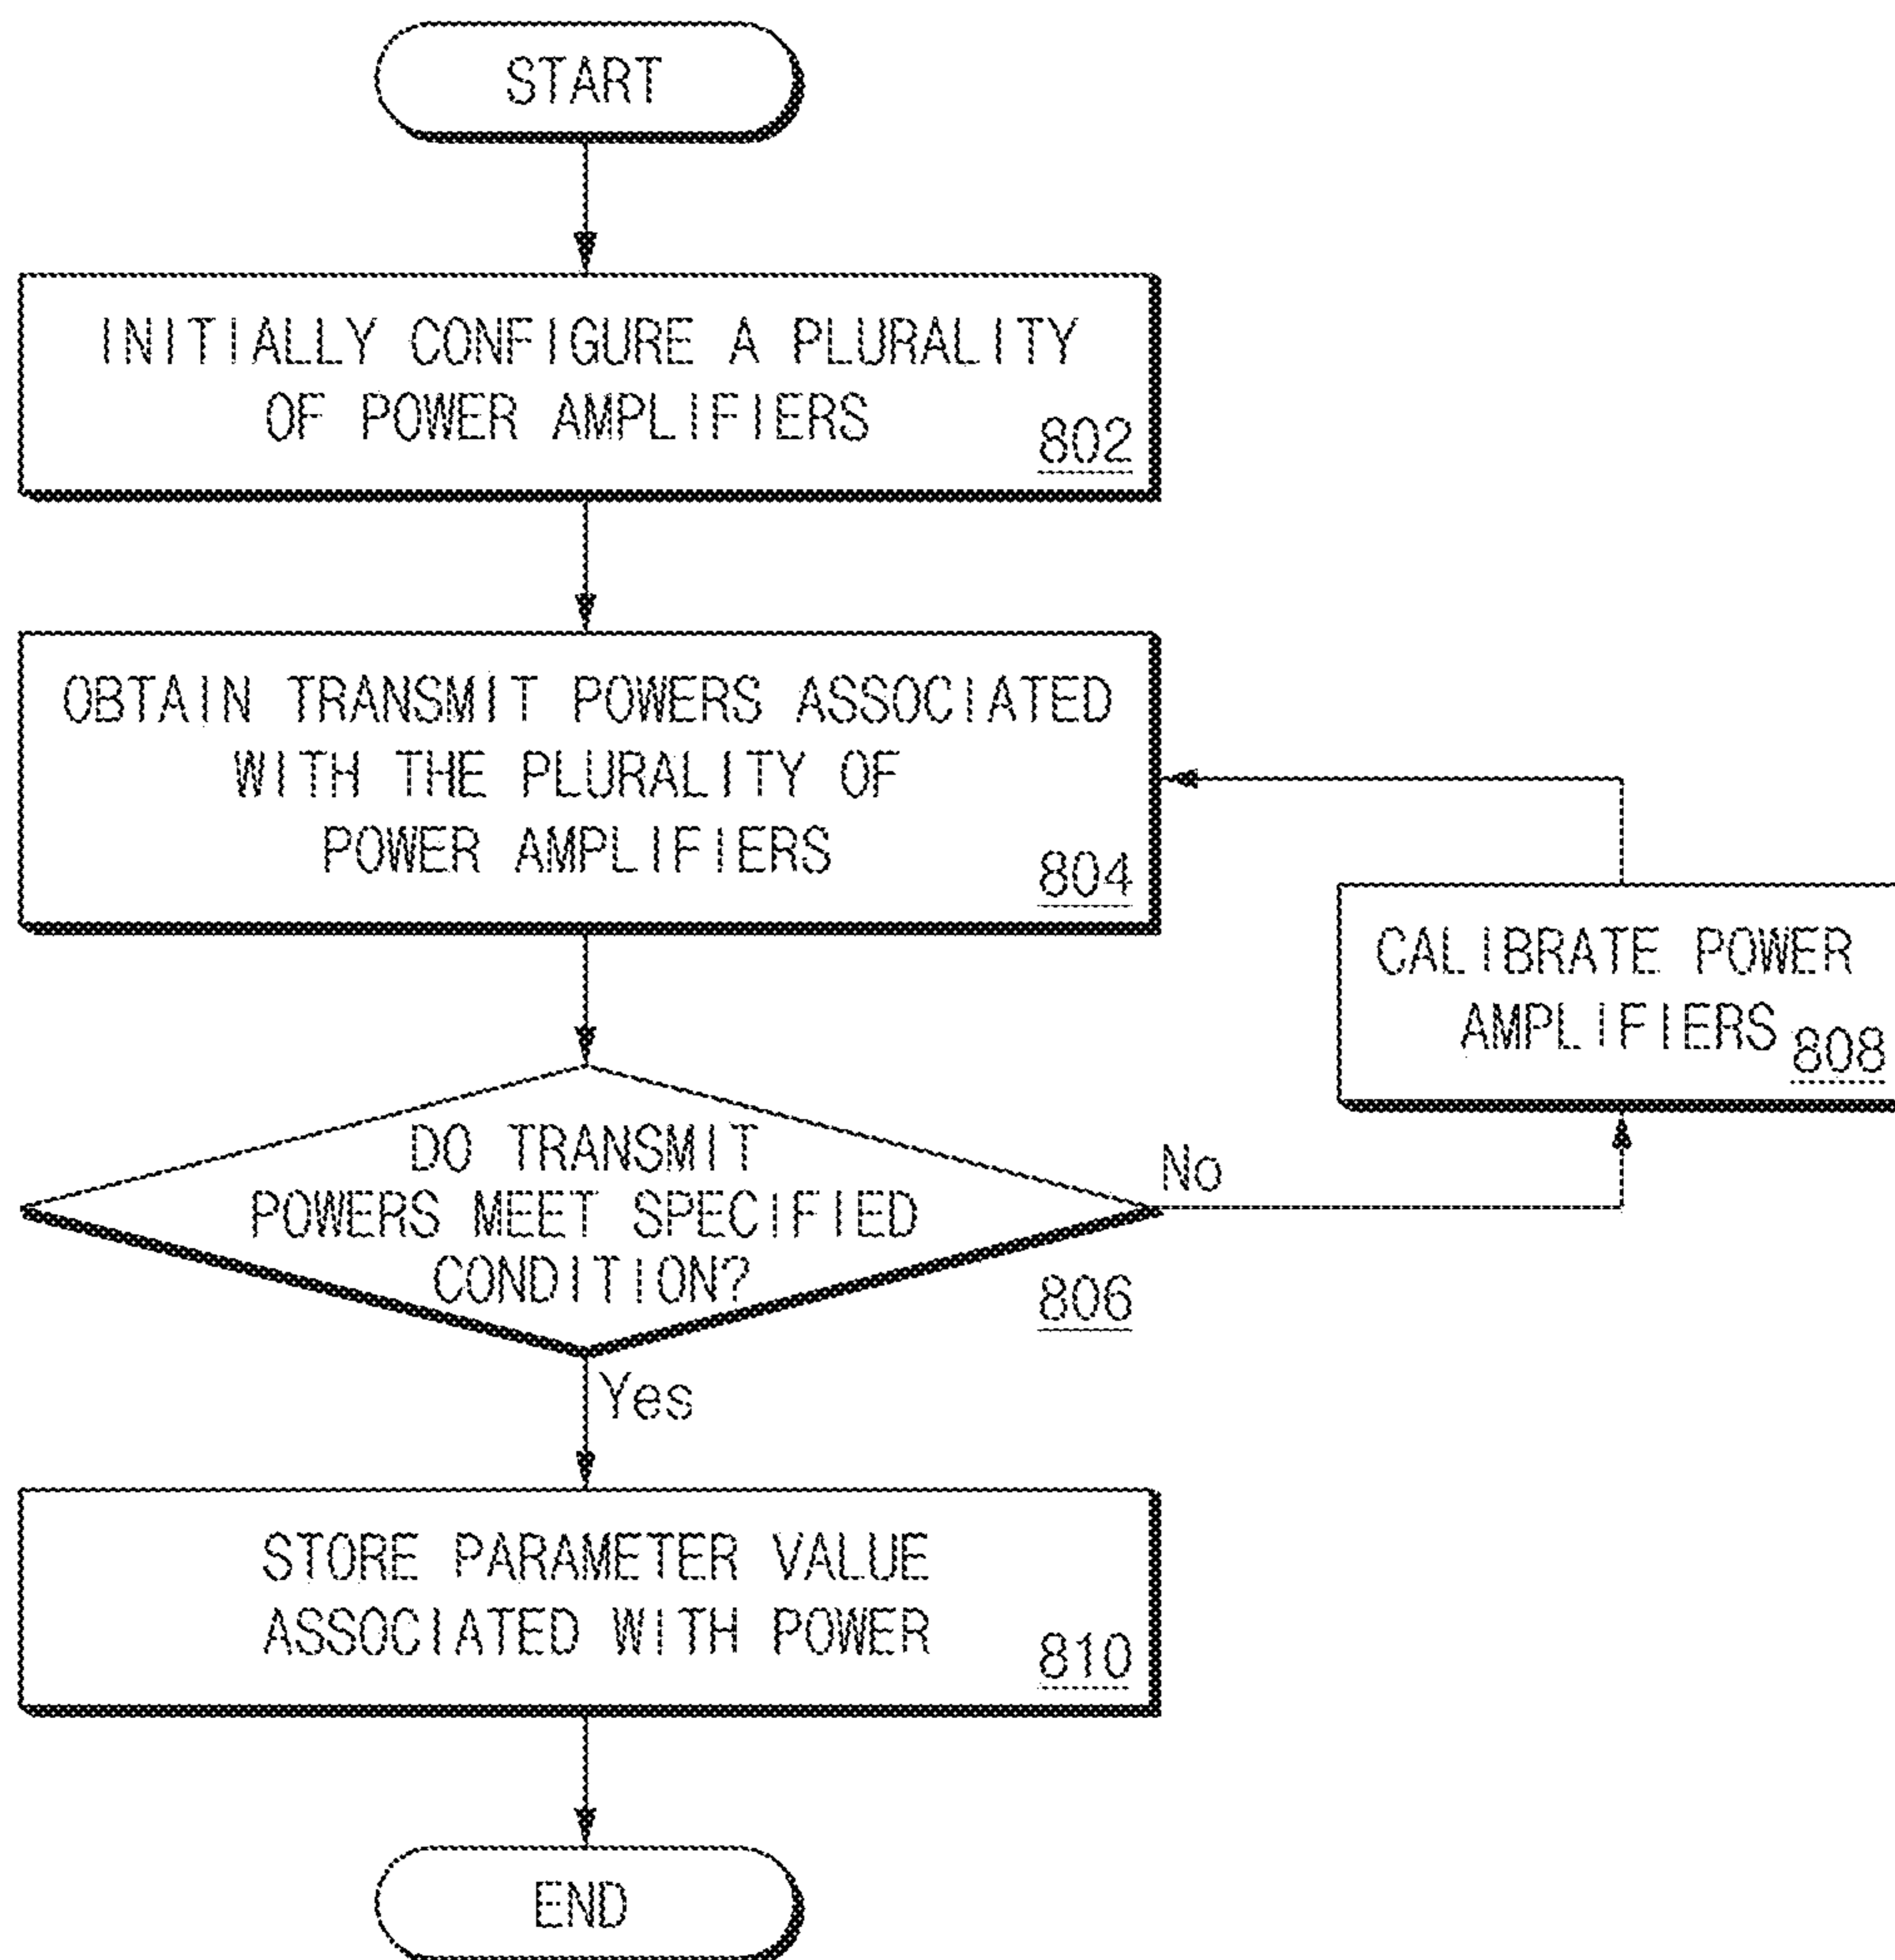 START
INITIALLY CONFIGURE A PLURALITY
OF POWER AMPLIFIERS
802
OBTAIN TRANSMIT POWERS ASSOCIATED
WITH THE PLURALITY OF
POWER AMPLIFIERS
804
CALIBRATE POWER
AMPLIFIERS
808
DO TRANSMIT
POWERS MEET SPECIFIED
CONDITION?
No
806
Yes
STORE PARAMETER VALUE
ASSOCIATED WITH POWER
810
END